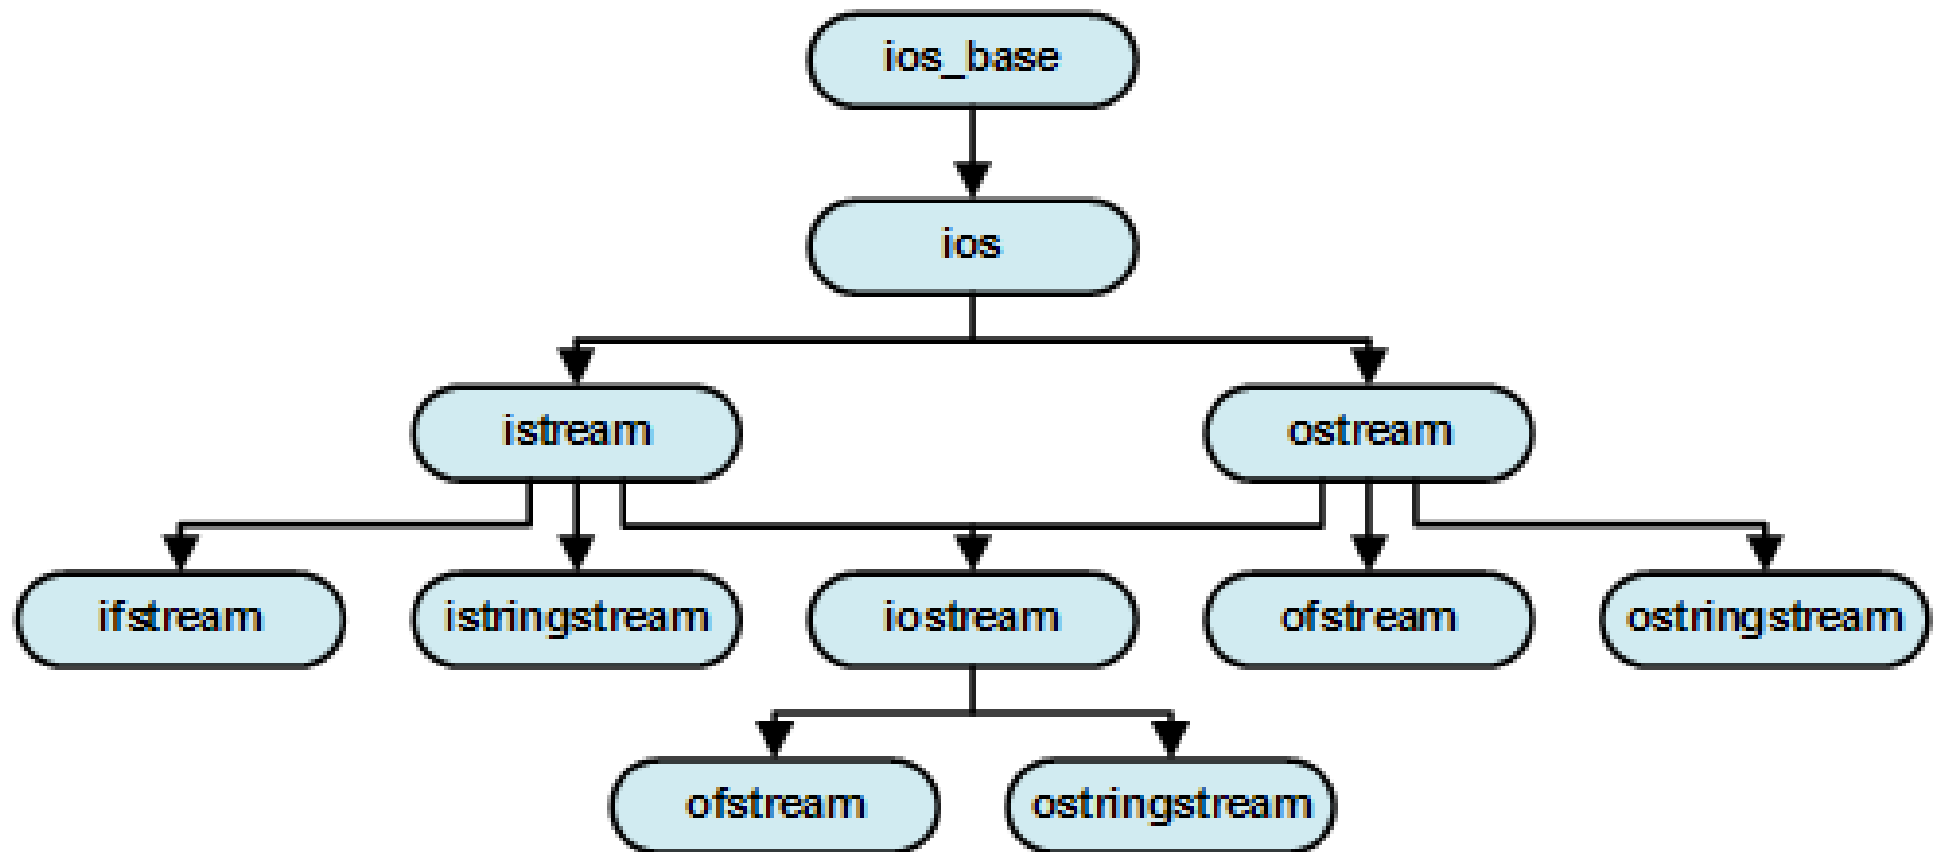 ios_base
ios
istream
ostream
ifstream
istringstream
iostream
ofstream
ostringstream
ofstream
ostringstream